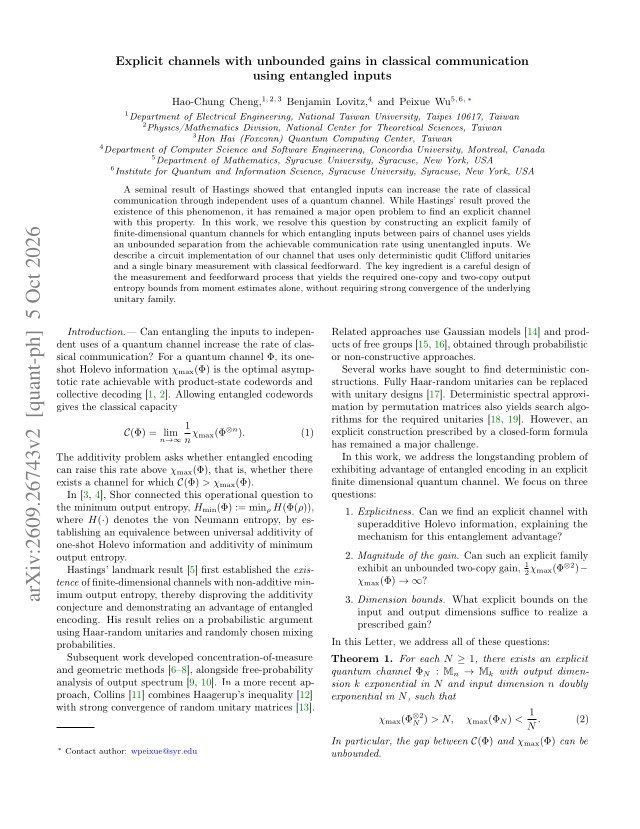 arXiv:2609.26743v2 [quant-ph] 5 Oct 2026
Explicit channels with unbounded gains in classical communication
using entangled inputs
Hao-Chung Cheng,1, 2, 3 Benjamin Lovitz,4 and Peixue Wu5, 6, *
1Department of Electrical Engineering, National Taiwan University, Taipei 10617, Taiwan
2Physics/Mathematics Division, National Center for Theoretical Sciences, Taiwan
3Hon Hai (Foxconn) Quantum Computing Center, Taiwan
4Department of Computer Science and Software Engineering, Concordia University, Montreal, Canada
5Department of Mathematics, Syracuse University, Syracuse, New York, USA
6Institute for Quantum and Information Science, Syracuse University, Syracuse, New York, USA
A seminal result of Hastings showed that entangled inputs can increase the rate of classical
communication through independent uses of a quantum channel. While Hastings' result proved the
existence of this phenomenon, it has remained a major open problem to find an explicit channel
with this property. In this work, we resolve this question by constructing an explicit family of
finite-dimensional quantum channels for which entangling inputs between pairs of channel uses yields
an unbounded separation from the achievable communication rate using unentangled inputs. We
describe a circuit implementation of our channel that uses only deterministic qudit Clifford unitaries
and a single binary measurement with classical feedforward. The key ingredient is a careful design of
the measurement and feedforward process that yields the required one-copy and two-copy output
entropy bounds from moment estimates alone, without requiring strong convergence of the underlying
unitary family.
Introduction.— Can entangling the inputs to indepen-
dent uses of a quantum channel increase the rate of clas-
sical communication? For a quantum channel Φ, its one-
shot Holevo information χmax(Φ) is the optimal asymp-
totic rate achievable with product-state codewords and
collective decoding [1, 2]. Allowing entangled codewords
gives the classical capacity
C(Φ) = lim n→∞ 1/n χmax(Φ⊗n). (1)
The additivity problem asks whether entangled encoding
can raise this rate above χmax(Φ), that is, whether there
exists a channel for which C(Φ) > χmax(Φ).
In [3, 4], Shor connected this operational question to
the minimum output entropy, Hmin(Φ) := minρ H(Φ(ρ)),
where H(·) denotes the von Neumann entropy, by es-
tablishing an equivalence between universal additivity of
one-shot Holevo information and additivity of minimum
output entropy.
Hastings' landmark result [5] first established the exis-
tence of finite-dimensional channels with non-additive min-
imum output entropy, thereby disproving the additivity
conjecture and demonstrating an advantage of entangled
encoding. His result relies on a probabilistic argument
using Haar-random unitaries and randomly chosen mixing
probabilities.
Subsequent work developed concentration-of-measure
and geometric methods [6–8], alongside free-probability
analysis of output spectrum [9, 10]. In a more recent ap-
proach, Collins [11] combines Haagerup's inequality [12]
with strong convergence of random unitary matrices [13].
* Contact author: wpeixue@syr.edu
Related approaches use Gaussian models [14] and prod-
ucts of free groups [15, 16], obtained through probabilistic
or non-constructive approaches.
Several works have sought to find deterministic con-
structions. Fully Haar-random unitaries can be replaced
with unitary designs [17]. Deterministic spectral approxi-
mation by permutation matrices also yields search algo-
rithms for the required unitaries [18, 19]. However, an
explicit construction prescribed by a closed-form formula
has remained a major challenge.
In this work, we address the longstanding problem of
exhibiting advantage of entangled encoding in an explicit
finite dimensional quantum channel. We focus on three
questions:
1. Explicitness. Can we find an explicit channel with
superadditive Holevo information, explaining the
mechanism for this entanglement advantage?
2. Magnitude of the gain. Can such an explicit family
exhibit an unbounded two-copy gain, ½χmax(Φ⊗2)−
χmax(Φ) → ∞?
3. Dimension bounds. What explicit bounds on the
input and output dimensions suffice to realize a
prescribed gain?
In this Letter, we address all of these questions:
Theorem 1. For each N ≥ 1, there exists an explicit
quantum channel ΦN : Mn → Mk with output dimen-
sion k exponential in N and input dimension n doubly
exponential in N, such that
χmax(ΦN⊗2) > N, χmax(ΦN) < 1/N. (2)
In particular, the gap between C(Φ) and χmax(Φ) can be
unbounded.